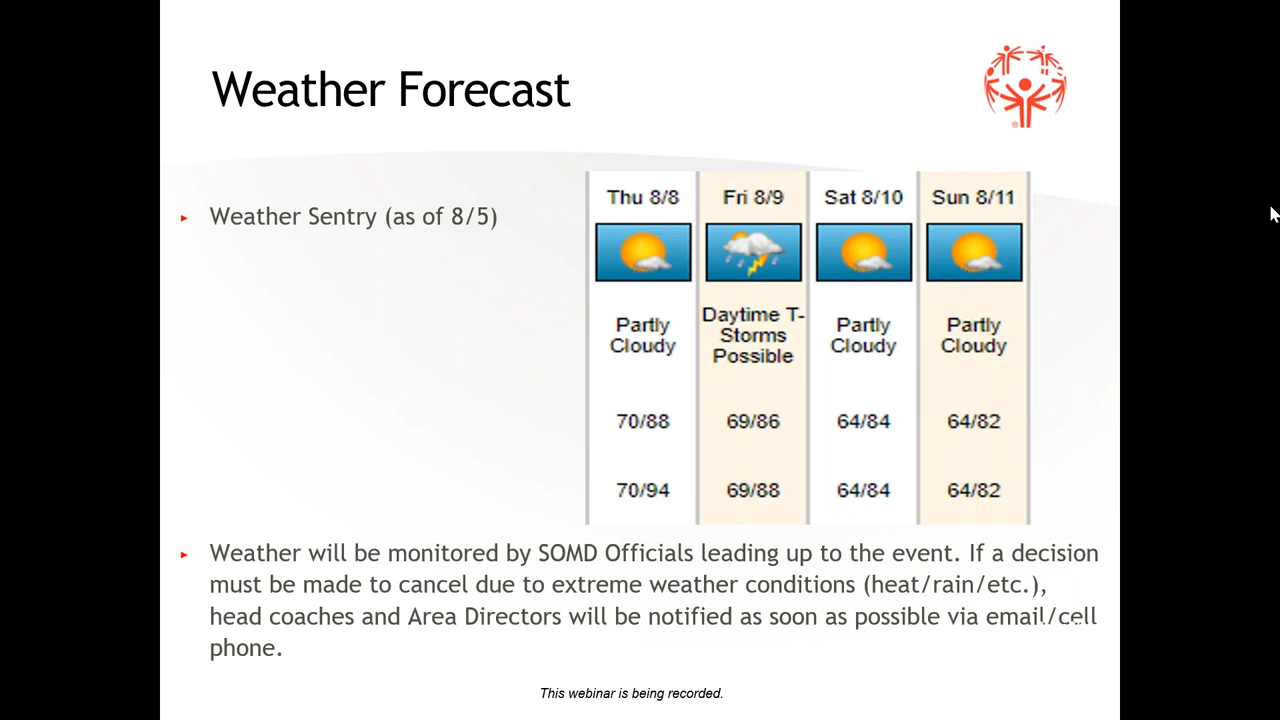 Weather Forecast
Weather Sentry (as of 8/5)
Thu 8/8 Fri 8/9 Sat 8/10 Sun 8/11
Partly Cloudy
Daytime T-Storms Possible
Partly Cloudy
Partly Cloudy
70/88 69/86 64/84 64/82
70/94 69/88 64/84 64/82
Weather will be monitored by SOMD Officials leading up to the event. If a decision
must be made to cancel due to extreme weather conditions (heat/rain/etc.),
head coaches and Area Directors will be notified as soon as possible via email/cell
phone.
This webinar is being recorded.